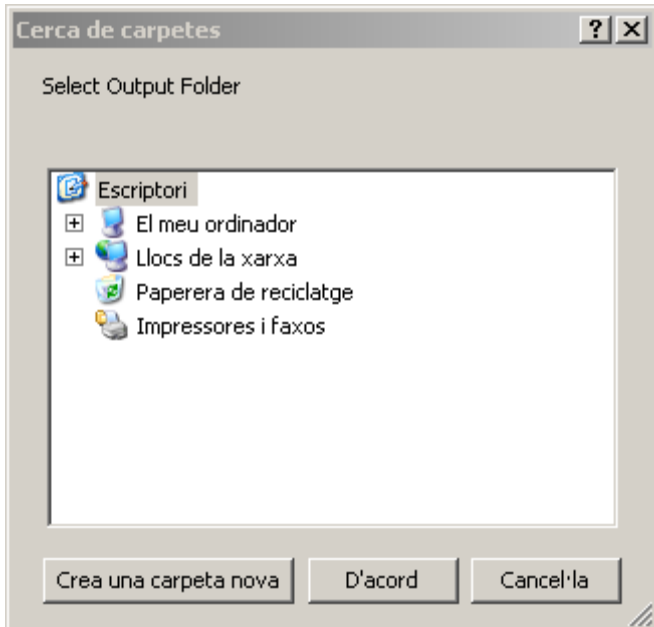 Cerca de carpetes
Select Output Folder
Escriptori
El meu ordinador
Llocs de la xarxa
Paperera de reciclatge
Impressores i faxos
Crea una carpeta nova D'acord Cancel·la